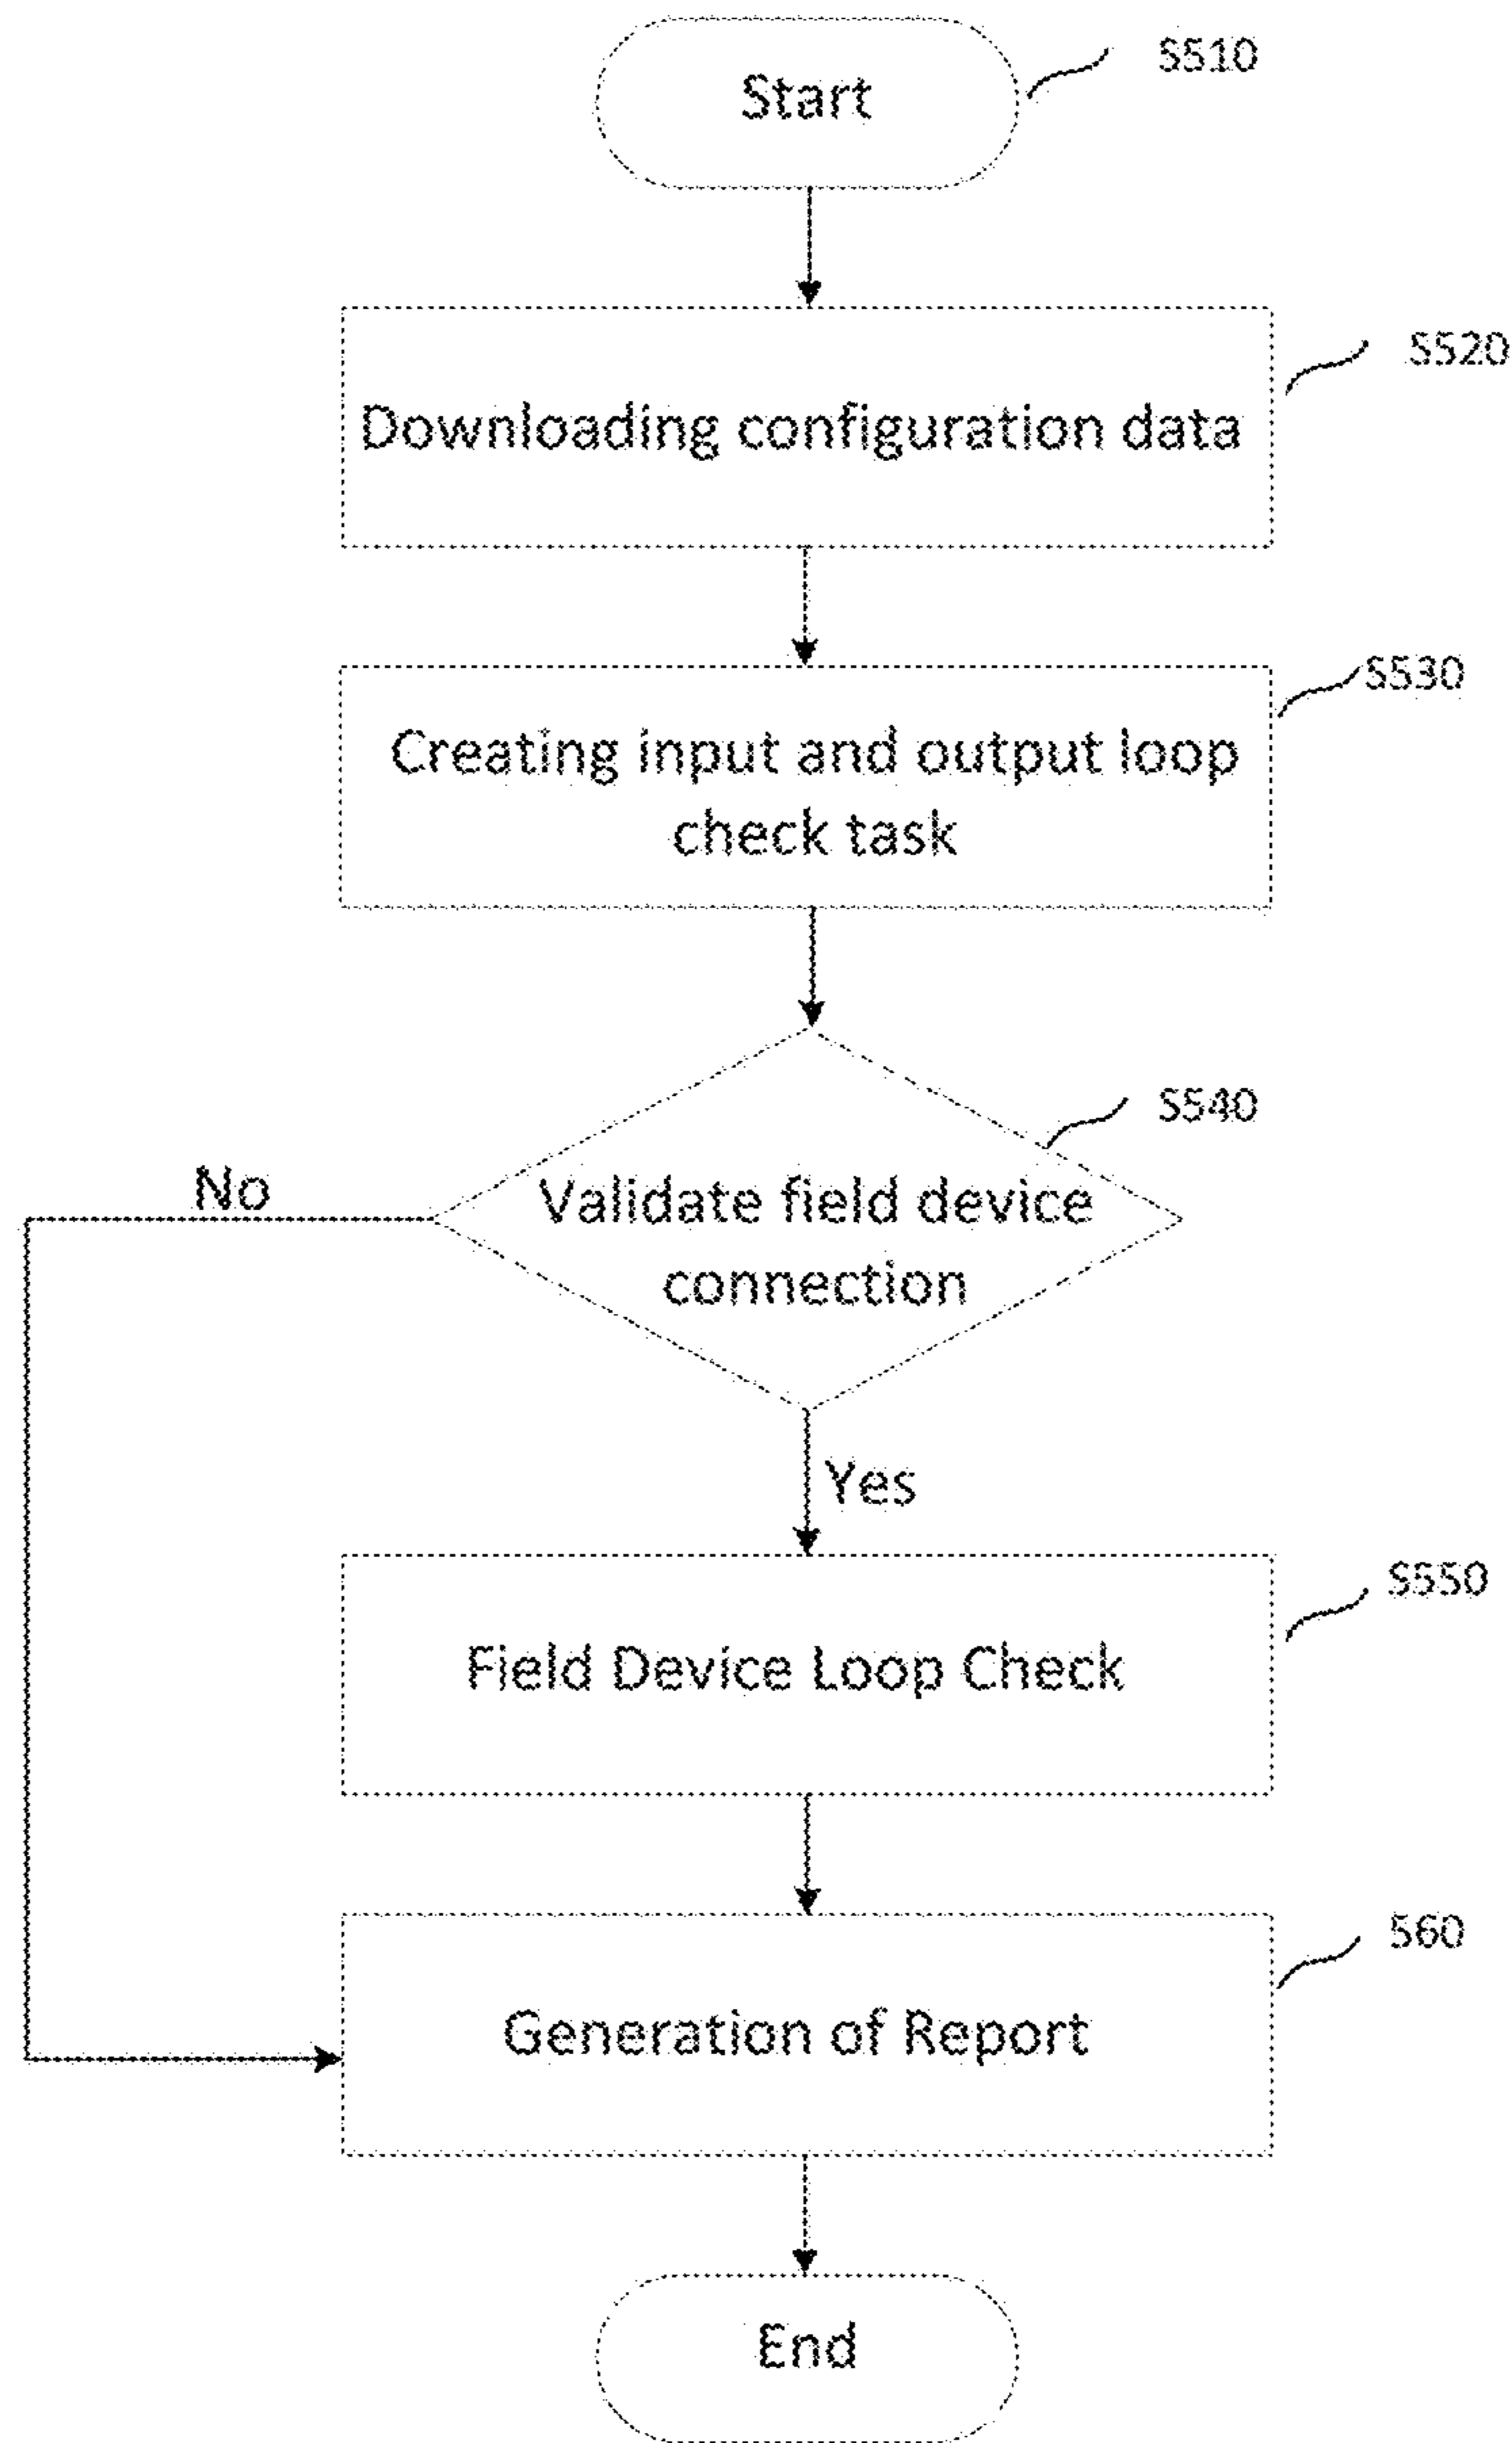 Start
S510
Downloading configuration data
S520
Creating input and output loop
check task
S530
Validate field device
connection
S540
No
Yes
Field Device Loop Check
S550
Generation of Report
560
End